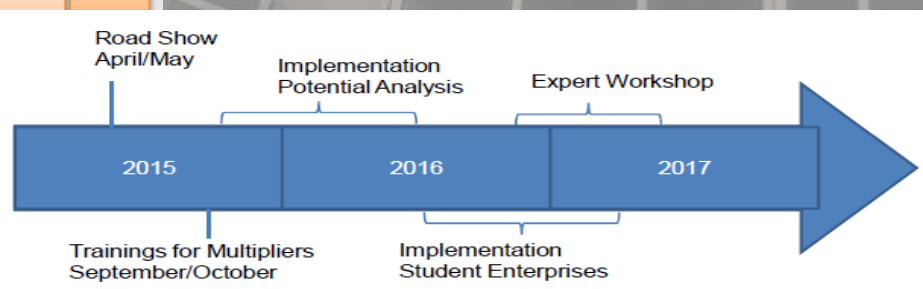 Road Show
April/May
Implementation
Potential Analysis
Expert Workshop
2015
2016
2017
Trainings for Multipliers
September/October
Implementation
Student Enterprises